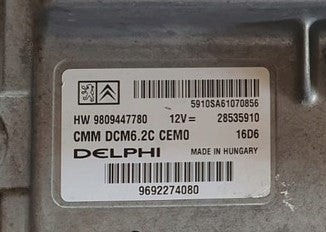 5910SA61070856
HW 9809447780 12V= 28535910
CMM DCM6.2C CEM0 16D6
DELPHI MADE IN HUNGARY
9692274080